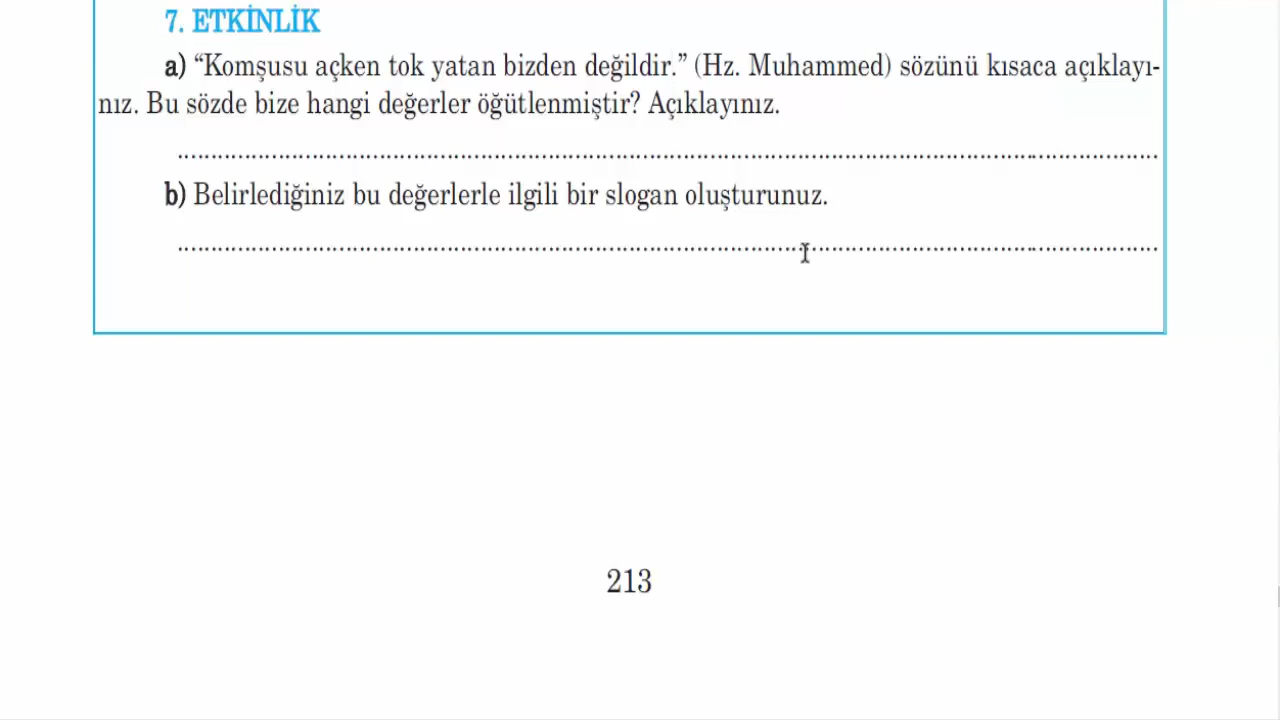 7. ETKİNLİK
a) “Komşusu açken tok yatan bizden değildir.” (Hz. Muhammed) sözünü kısaca açıklayı-
nız. Bu sözde bize hangi değerler öğütlenmiştir? Açıklayınız.
................................................................................................................................................
b) Belirlediğiniz bu değerlerle ilgili bir slogan oluşturunuz.
................................................................................................................................................
213